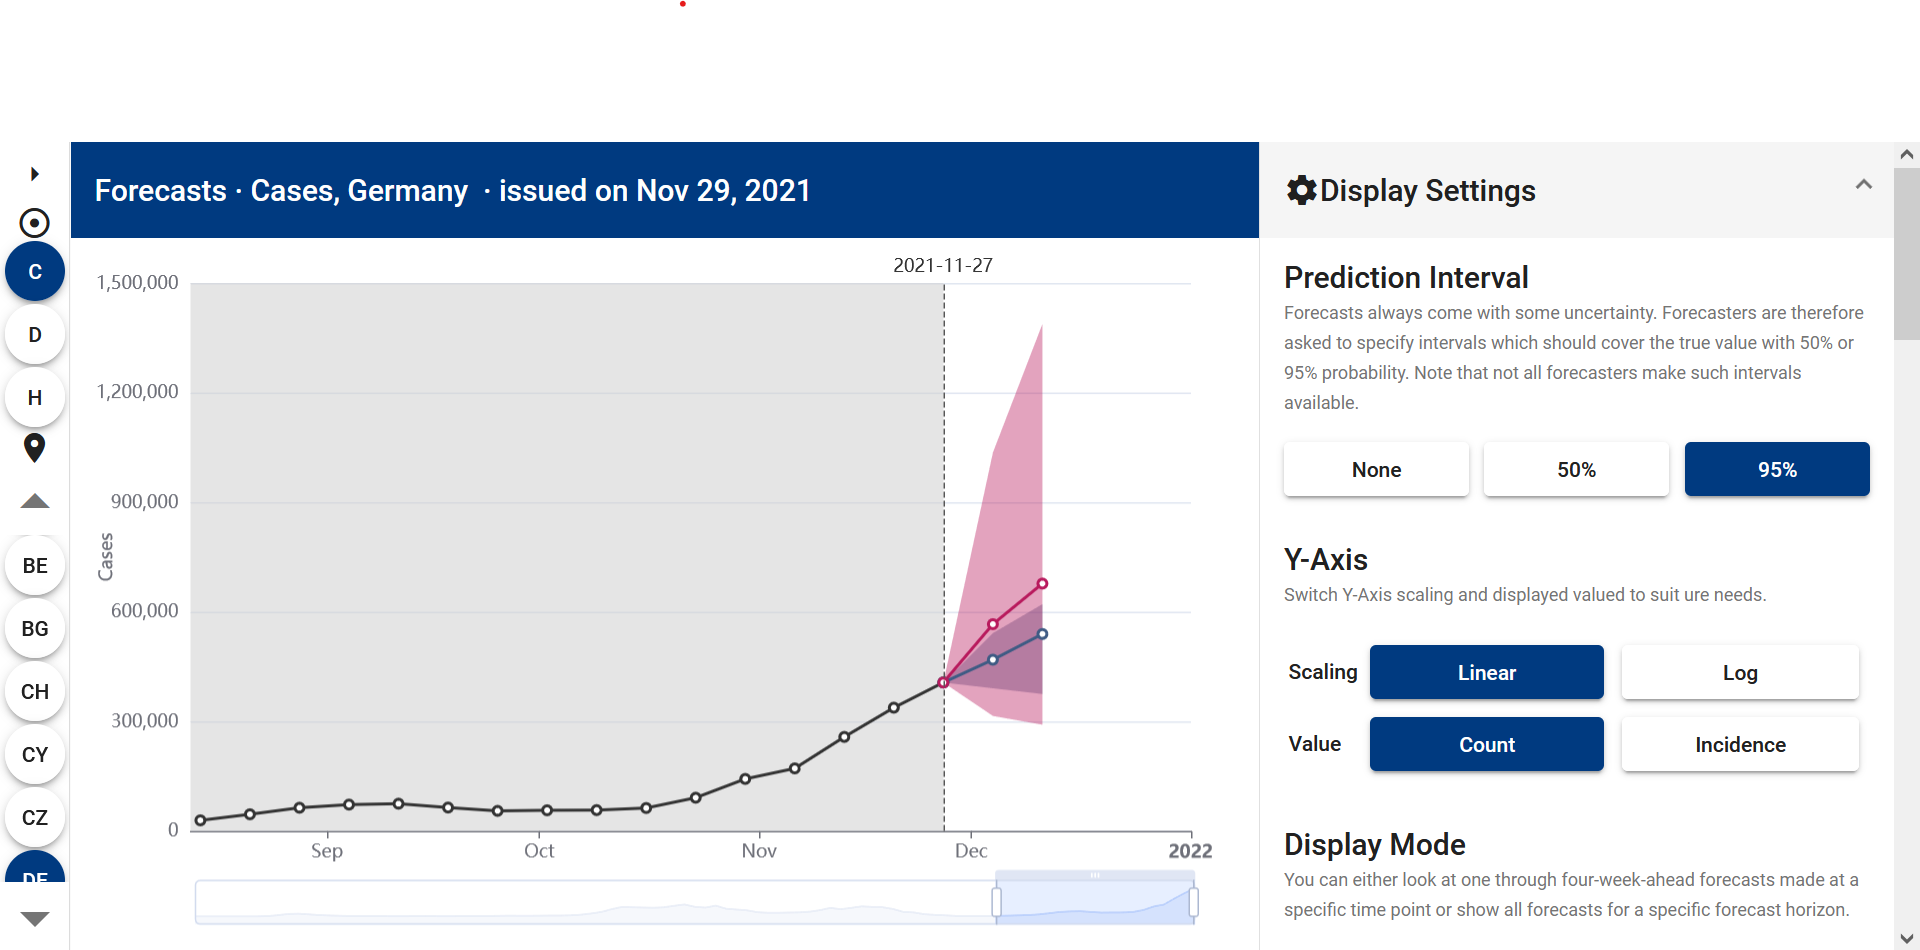 Forecasts · Cases, Germany · issued on Nov 29, 2021
Display Settings
C
D
H
BE
BG
CH
CY
CZ
DE
2021-11-27
1,500,000
1,200,000
900,000
600,000
300,000
0
Cases
Sep
Oct
Nov
Dec
2022
Prediction Interval
Forecasts always come with some uncertainty. Forecasters are therefore
asked to specify intervals which should cover the true value with 50% or
95% probability. Note that not all forecasters make such intervals
available.
None
50%
95%
Y-Axis
Switch Y-Axis scaling and displayed valued to suit ure needs.
Scaling
Linear
Log
Value
Count
Incidence
Display Mode
You can either look at one through four-week-ahead forecasts made at a
specific time point or show all forecasts for a specific forecast horizon.